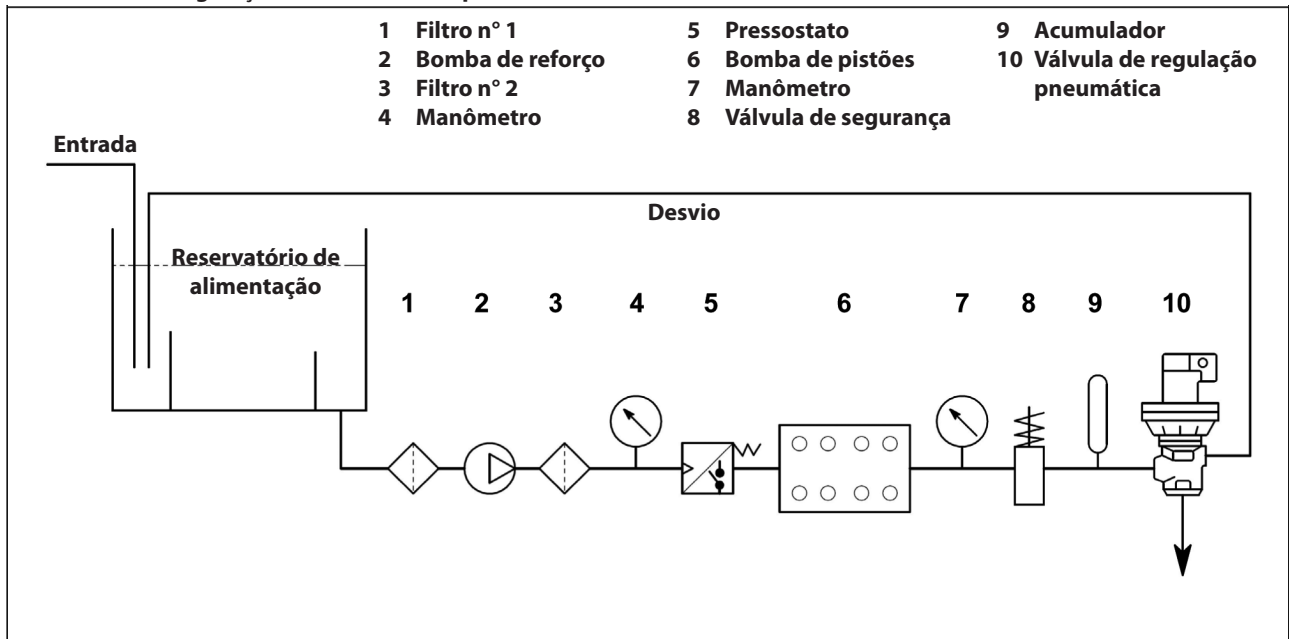 1 Filtro n° 1
2 Bomba de reforço
3 Filtro n° 2
4 Manômetro
5 Pressostato
6 Bomba de pistões
7 Manômetro
8 Válvula de segurança
9 Acumulador
10 Válvula de regulação
pneumática
Entrada
Desvio
Reservatório de
alimentação
1 2 3 4 5 6 7 8 9 10